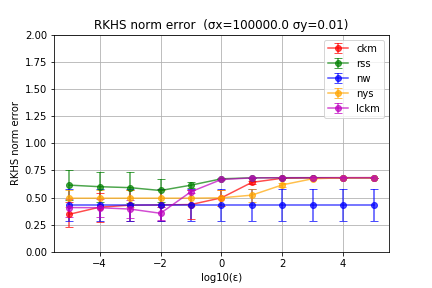 RKHS norm error  (σx=100000.0 σy=0.01)
2.00
1.75
1.50
1.25
1.00
0.75
0.50
0.25
0.00
RKHS norm error
ckm
rss
nw
nys
lckm
−4
−2
0
2
4
log10(ε)